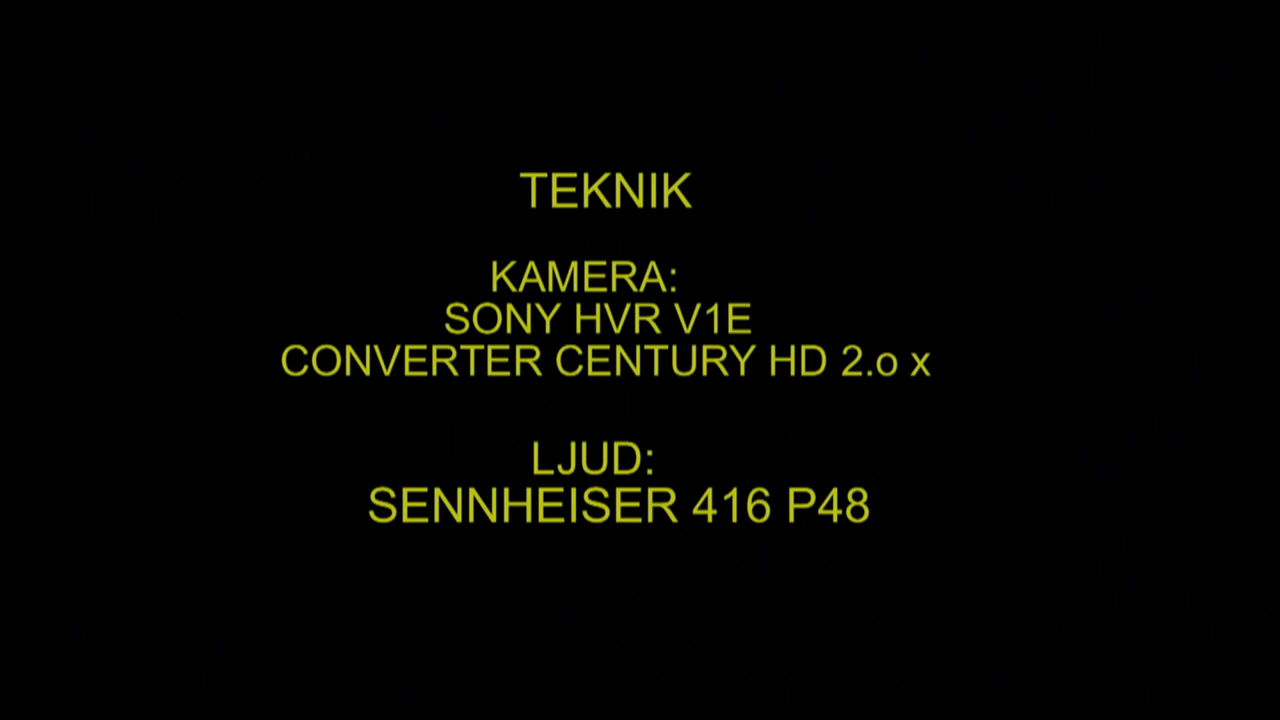 TEKNIK
KAMERA:
SONY HVR V1E
CONVERTER CENTURY HD 2.o x
LJUD:
SENNHEISER 416 P48